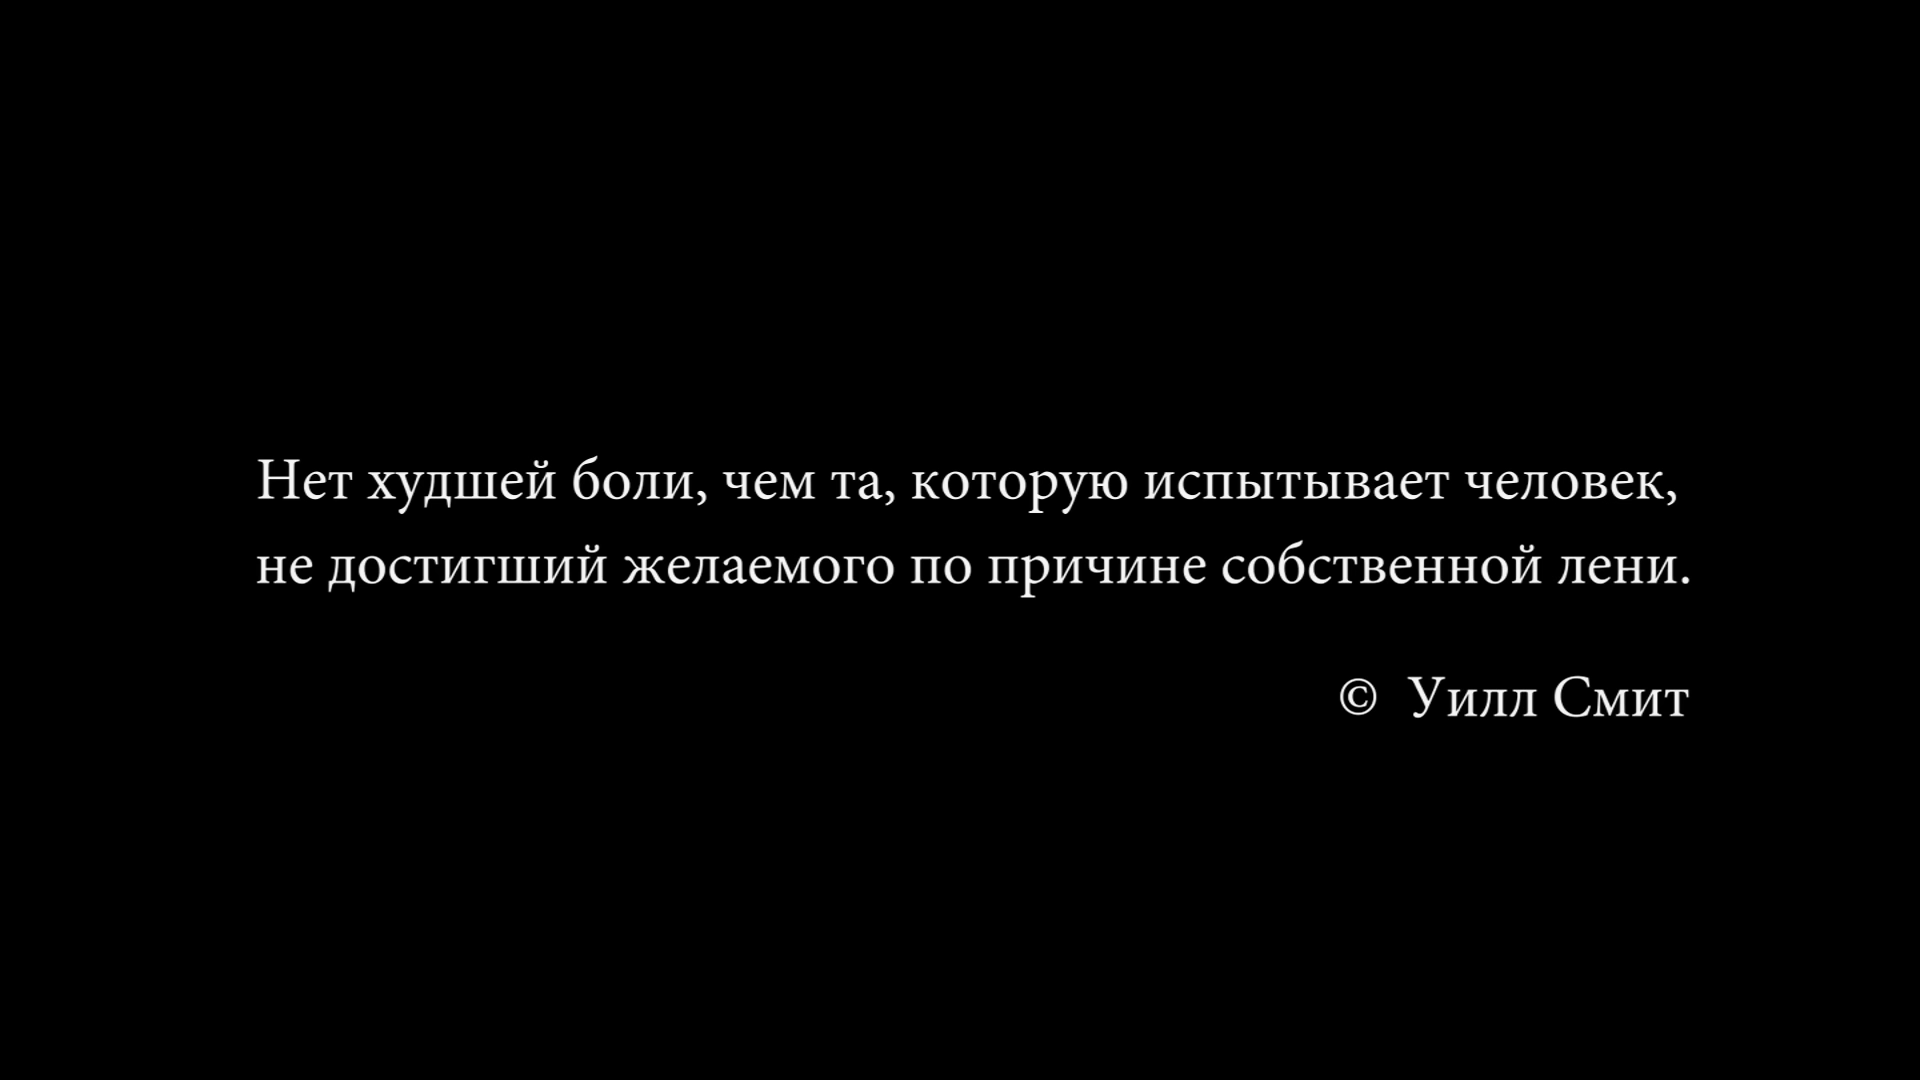 Нет худшей боли, чем та, которую испытывает человек,
не достигший желаемого по причине собственной лени.
© Уилл Смит